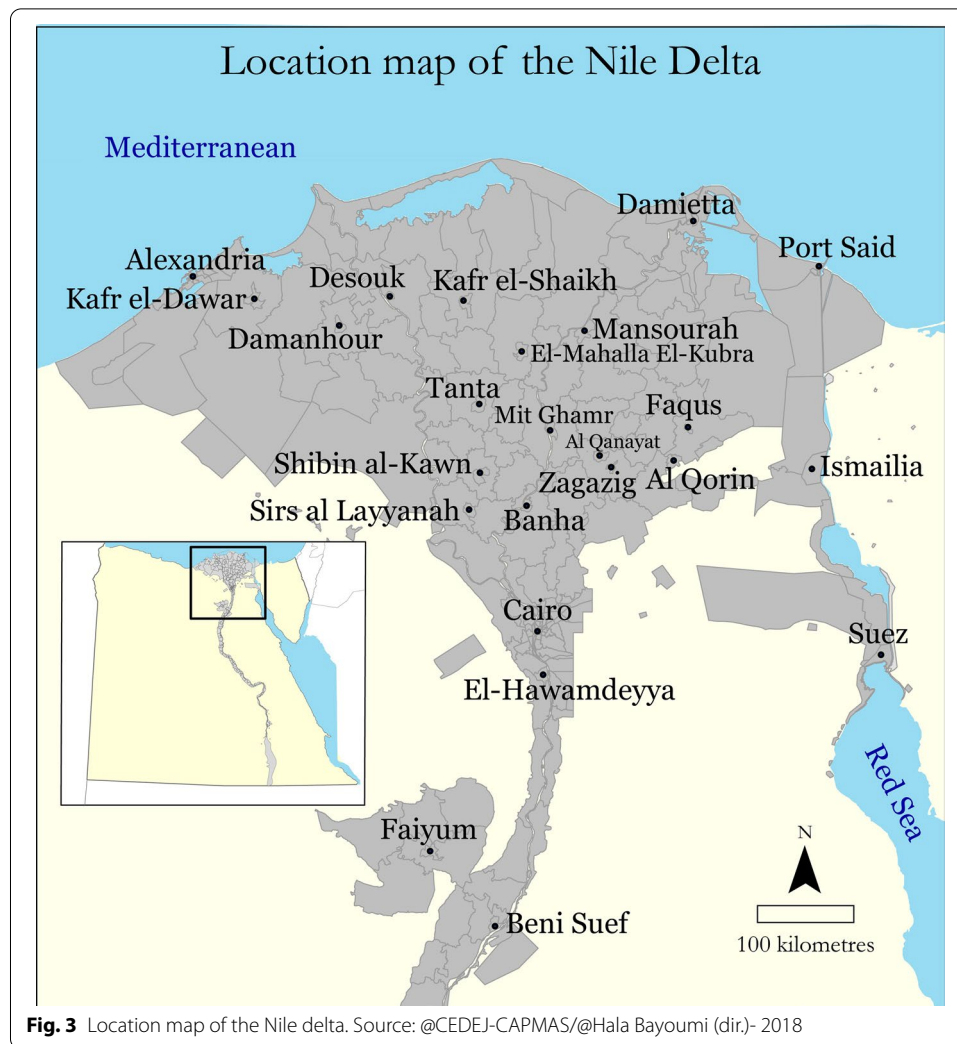 Location map of the Nile Delta
Mediterranean
Damietta
Port Said
Alexandria
Desouk
Kafr el-Shaikh
Kafr el-Dawar
Damanhour
Mansourah
El-Mahalla El-Kubra
Tanta
Mit Ghamr
Faqus
Al Qanayat
Shibin al-Kawn
Zagazig
Al Qorin
Ismailia
Sirs al Layyanah
Banha
Cairo
Suez
El-Hawamdeyya
Red Sea
Faiyum
N
Beni Suef
100 kilometres
Fig. 3 Location map of the Nile delta. Source: @CEDEJ-CAPMAS/@Hala Bayoumi (dir.)- 2018